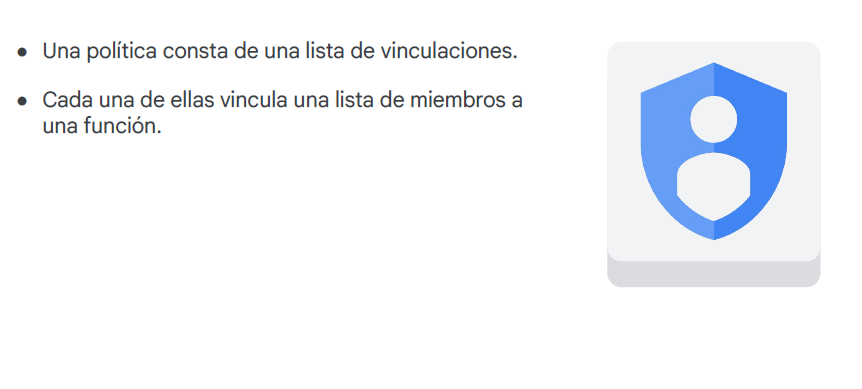 ● Una política consta de una lista de vinculaciones.
● Cada una de ellas vincula una lista de miembros a
una función.